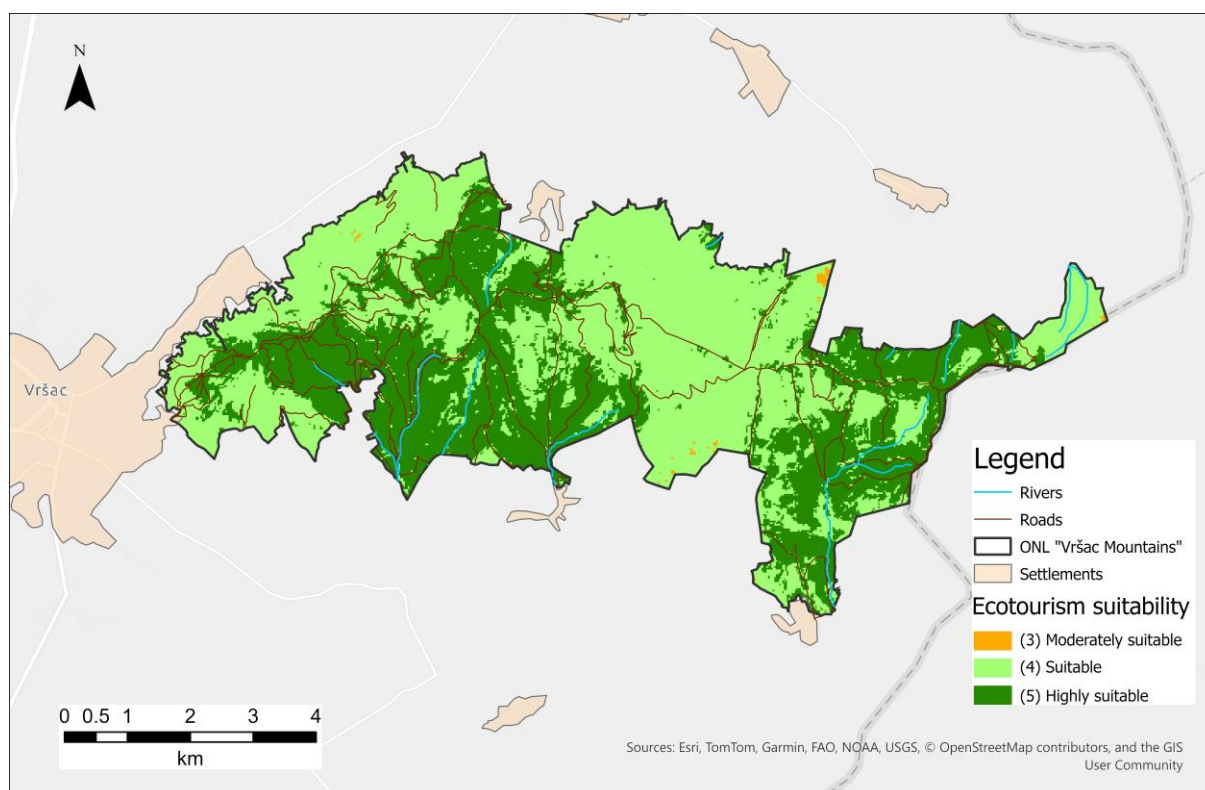 N
Vršac
Legend
Rivers
Roads
ONL "Vršac Mountains"
Settlements
Ecotourism suitability
(3) Moderately suitable
(4) Suitable
(5) Highly suitable
0 0.5 1 2 3 4
km
Sources: Esri, TomTom, Garmin, FAO, NOAA, USGS, © OpenStreetMap contributors, and the GIS
User Community